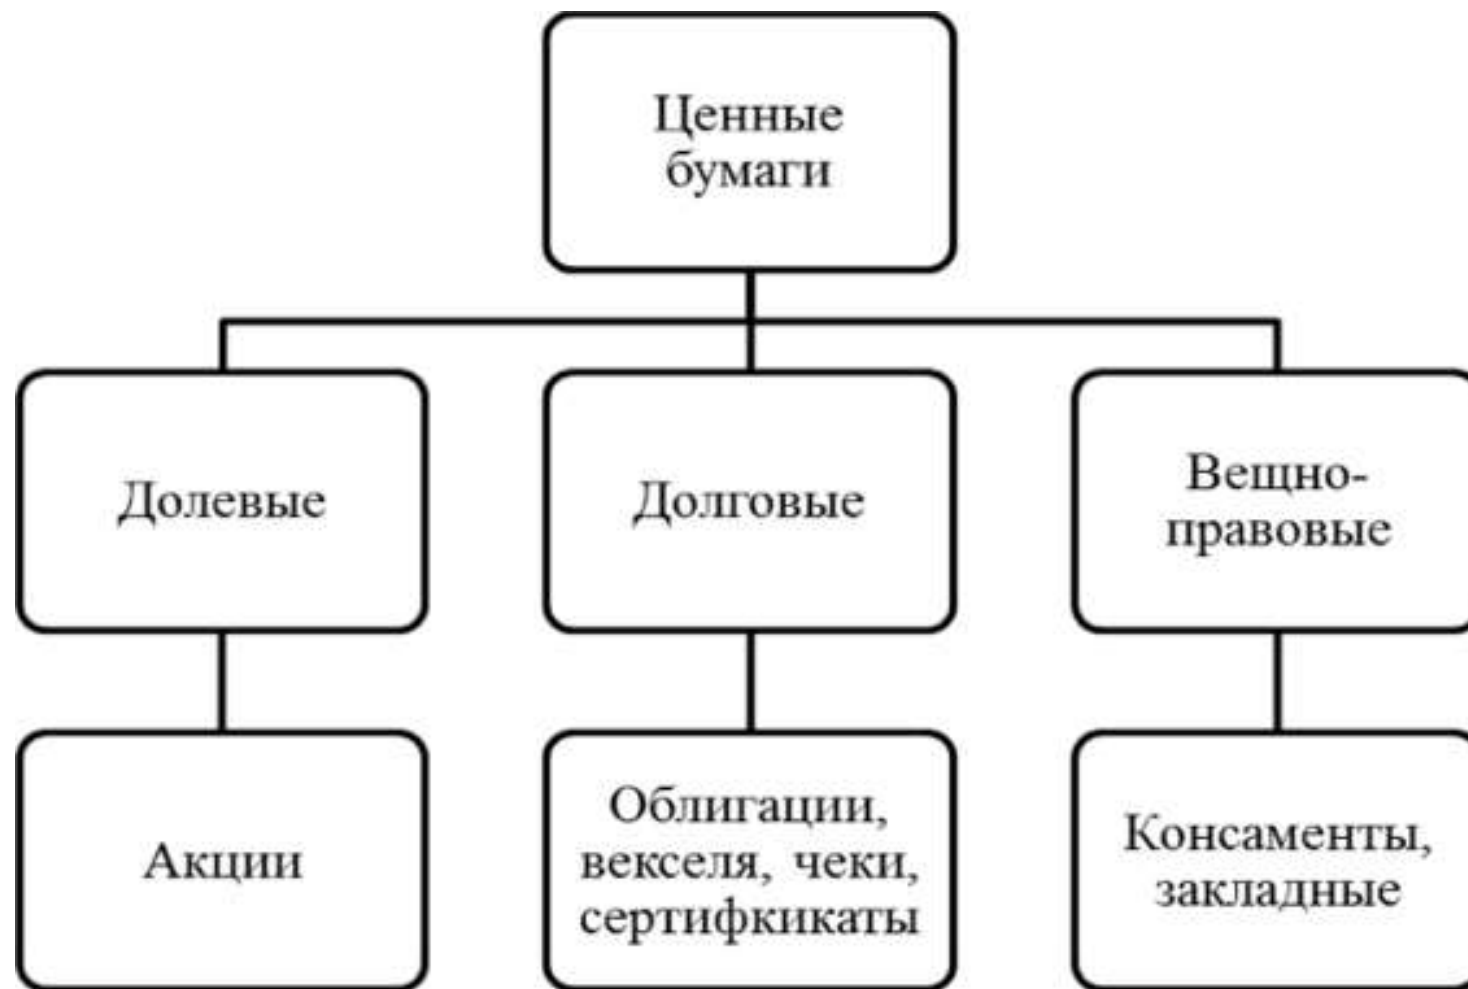 Ценные
бумаги
Долевые
Долговые
Вещно-
правовые
Акции
Облигации,
векселя, чеки,
сертифкикаты
Консаменты,
закладные